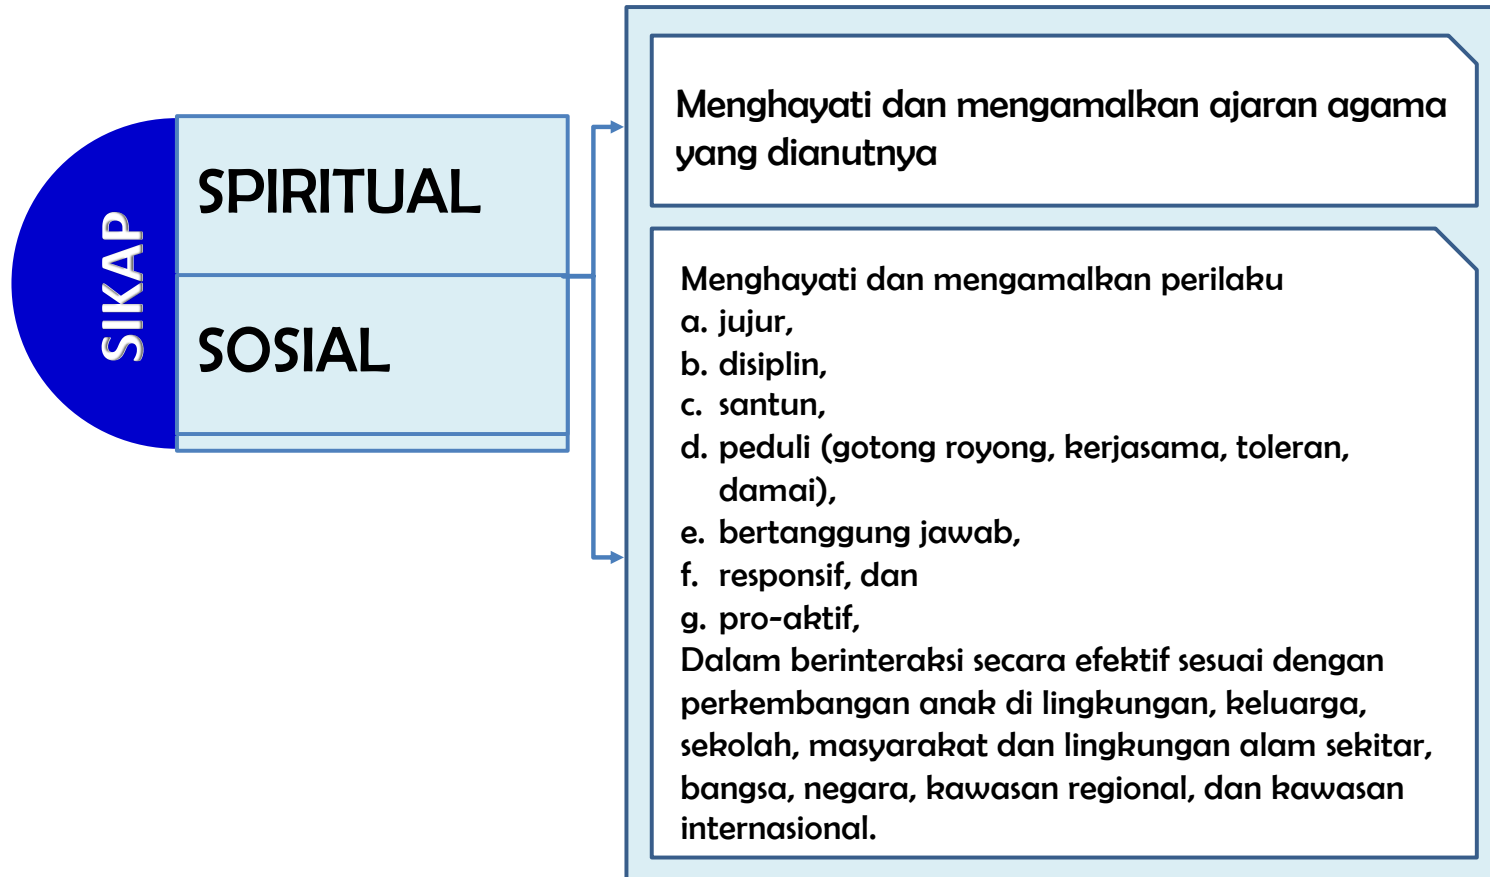 SIKAP
SPIRITUAL
SOSIAL
Menghayati dan mengamalkan ajaran agama
yang dianutnya
Menghayati dan mengamalkan perilaku
a. jujur,
b. disiplin,
c. santun,
d. peduli (gotong royong, kerjasama, toleran,
damai),
e. bertanggung jawab,
f. responsif, dan
g. pro-aktif,
Dalam berinteraksi secara efektif sesuai dengan
perkembangan anak di lingkungan, keluarga,
sekolah, masyarakat dan lingkungan alam sekitar,
bangsa, negara, kawasan regional, dan kawasan
internasional.